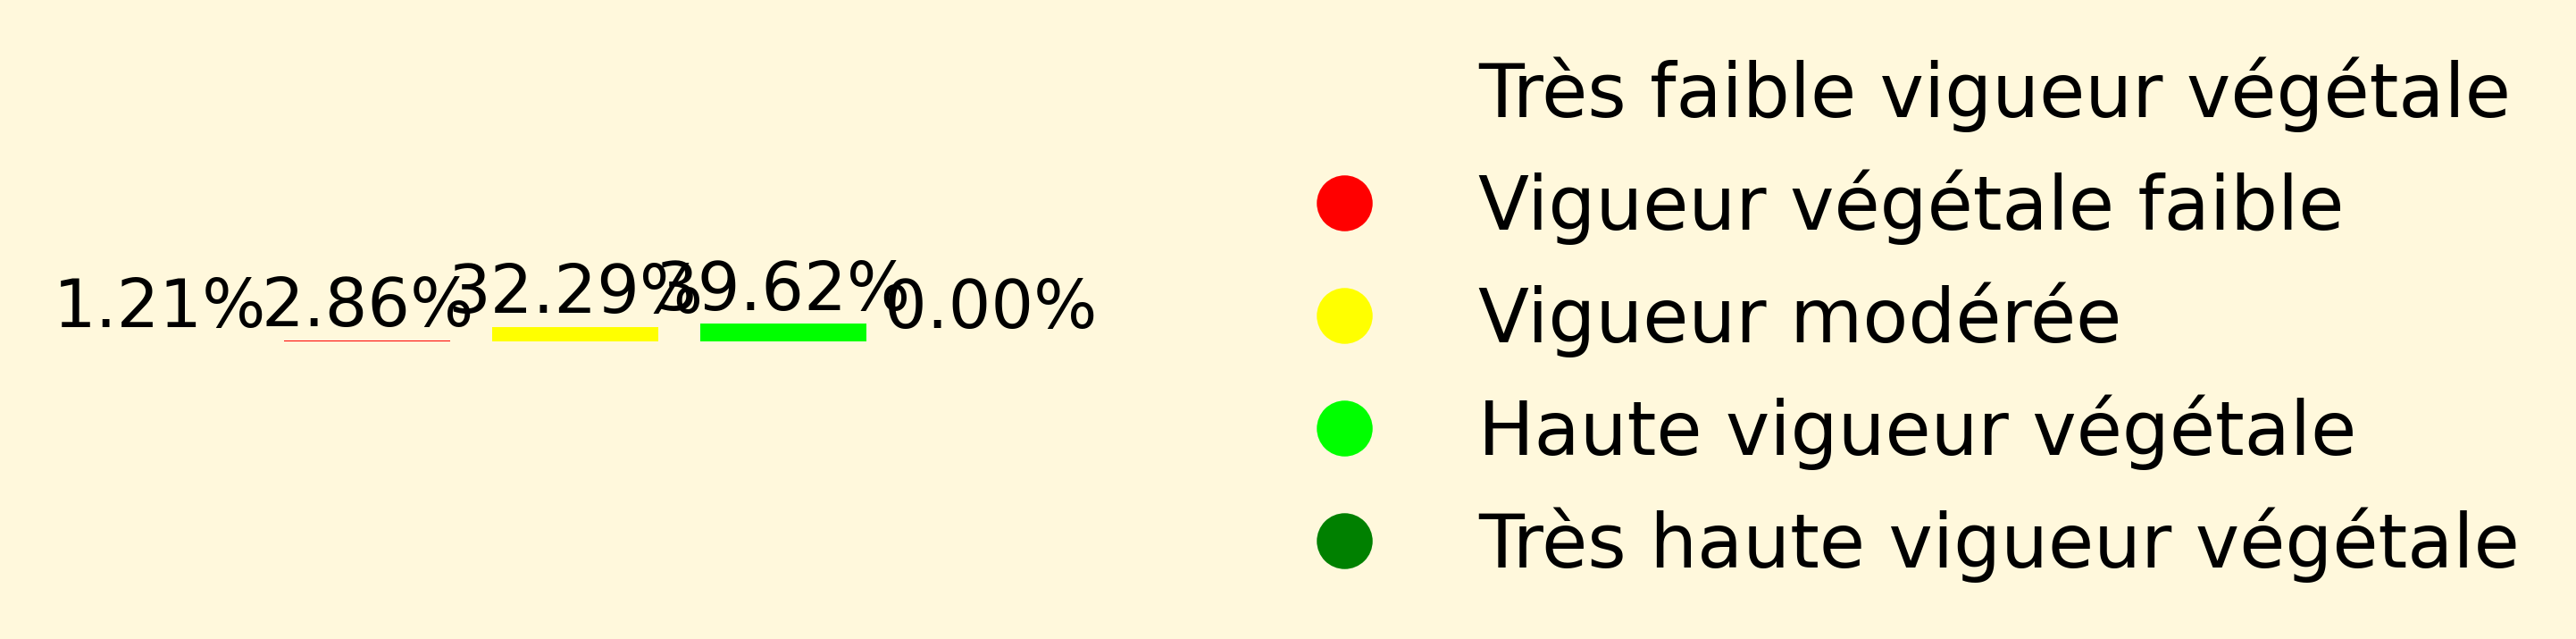 1.21% 2.86% 32.29% 39.62% 0.00%
Très faible vigueur végétale
Vigueur végétale faible
Vigueur modérée
Haute vigueur végétale
Très haute vigueur végétale